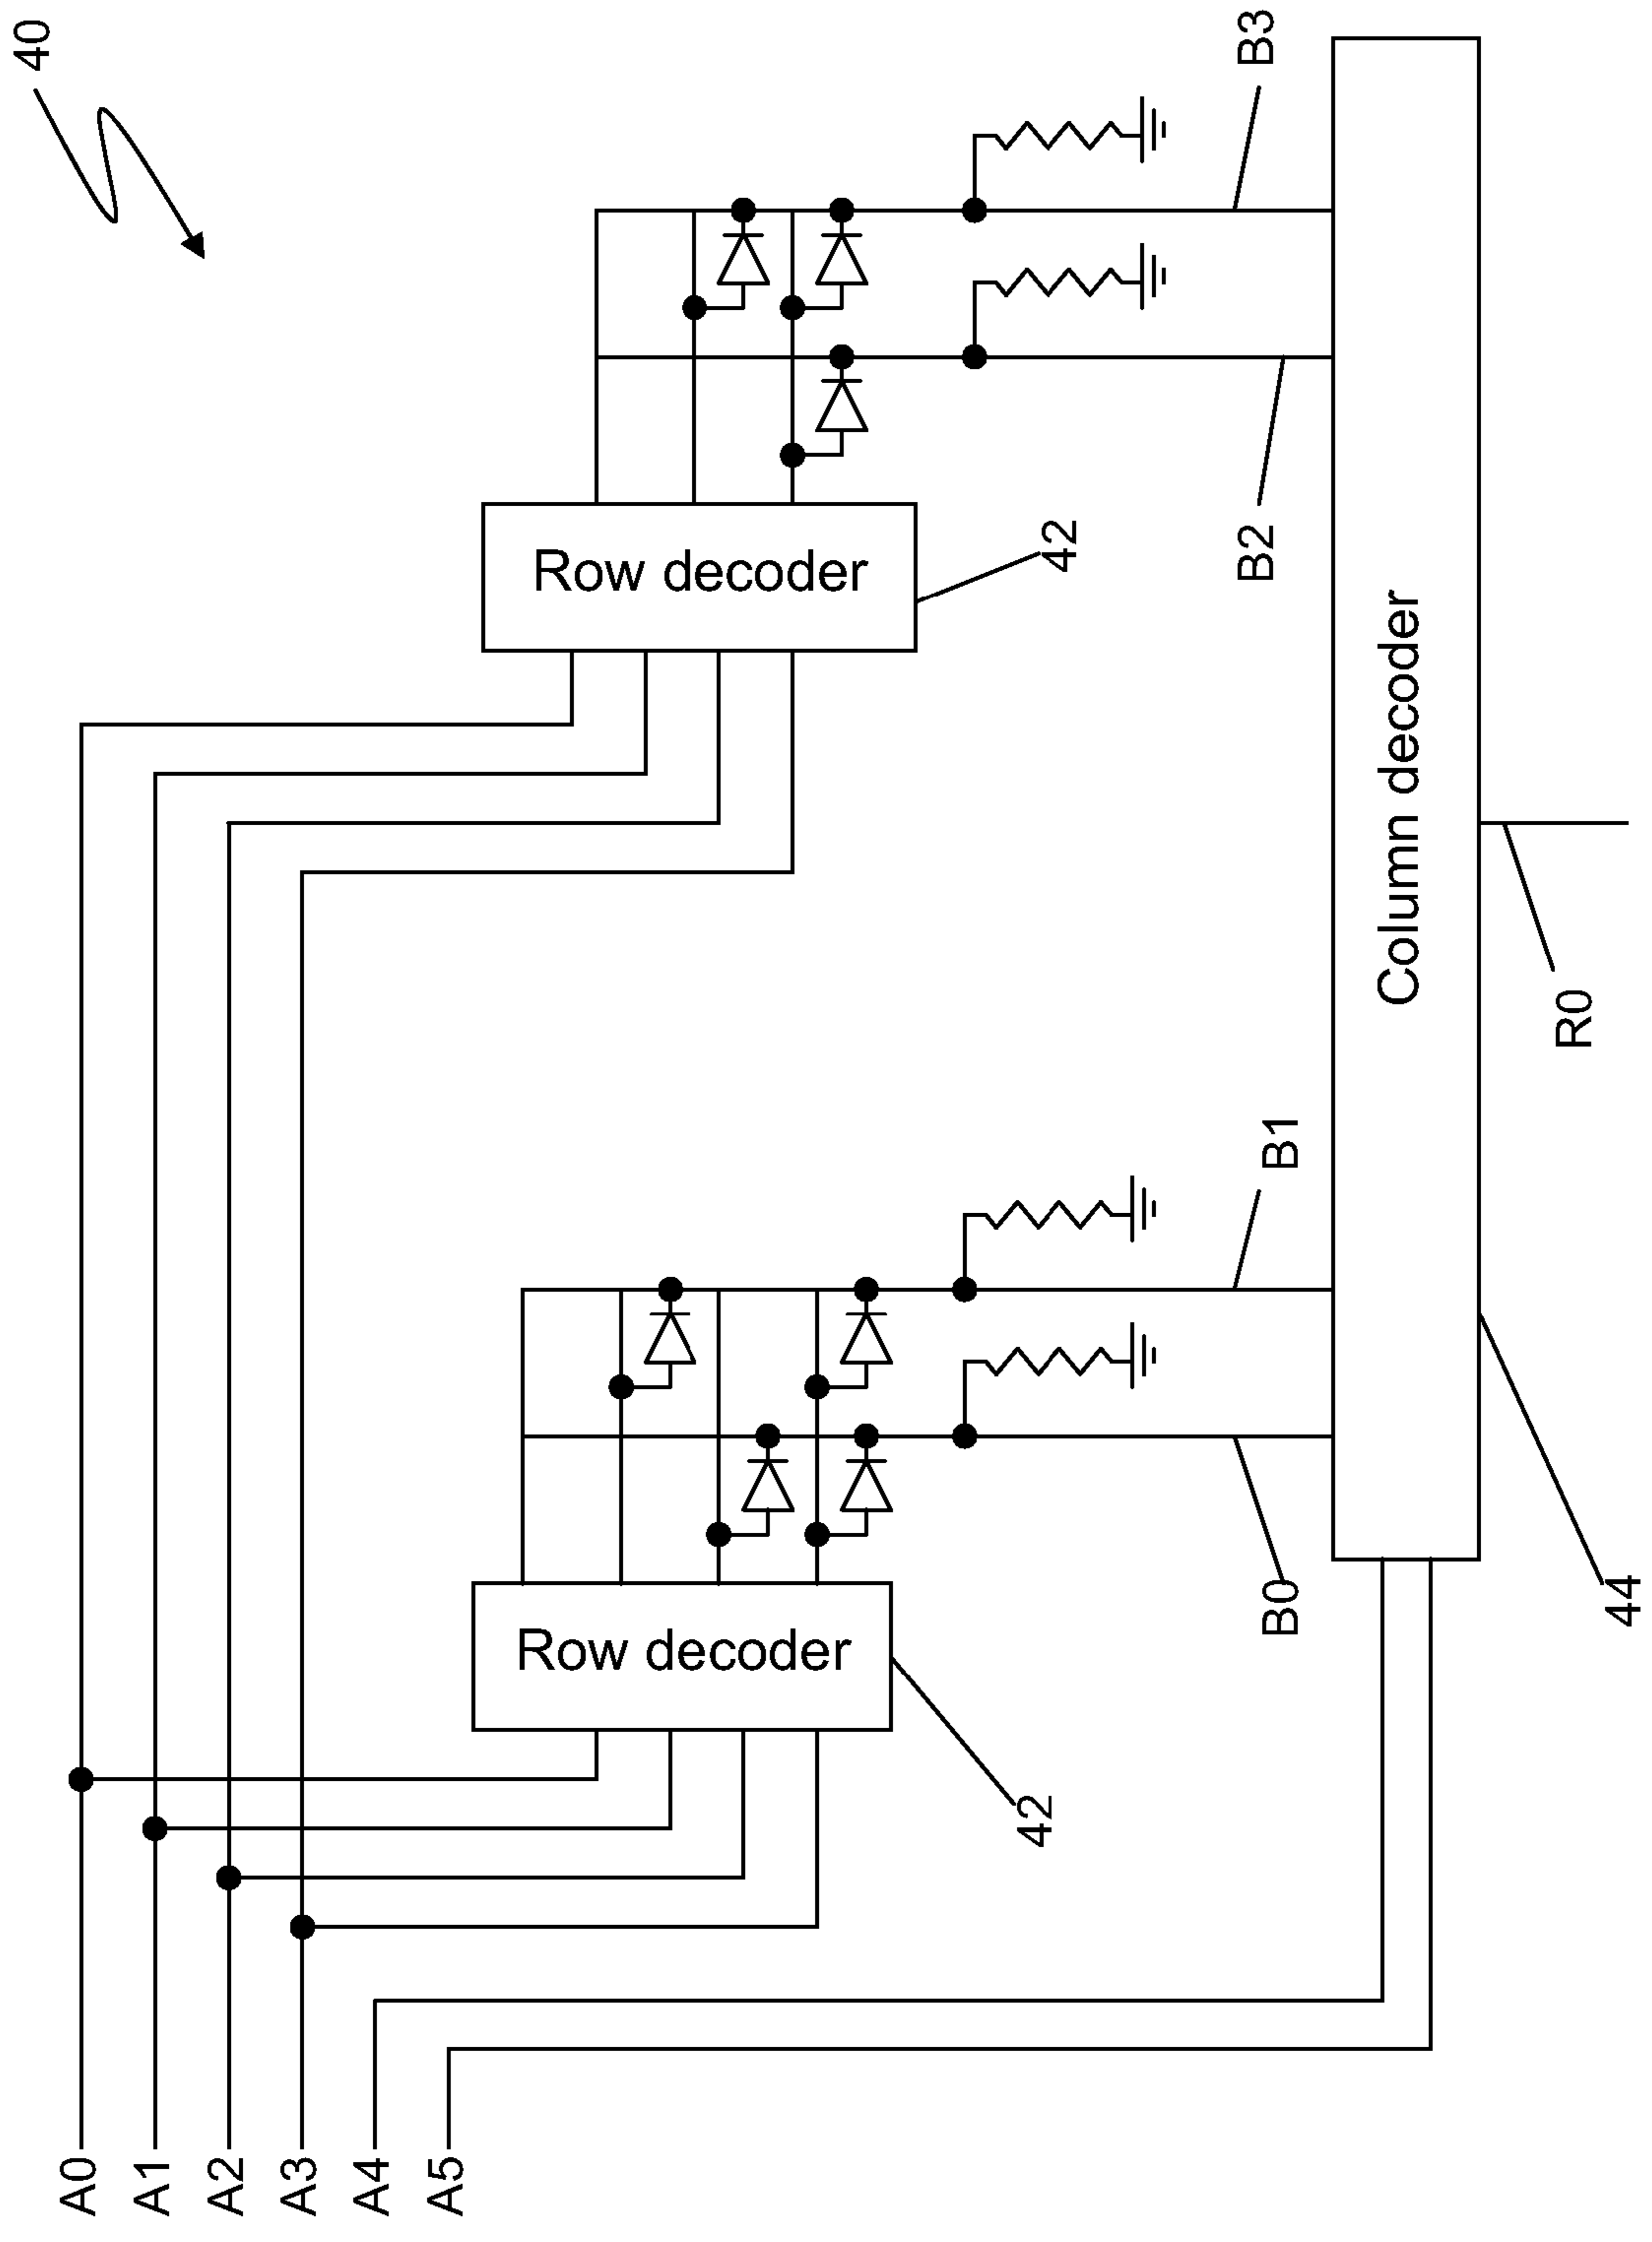 40
B3
Row decoder
42
B2
Column decoder
R0
B1
Row decoder
42
B0
44
A0
A1
A2
A3
A4
A5